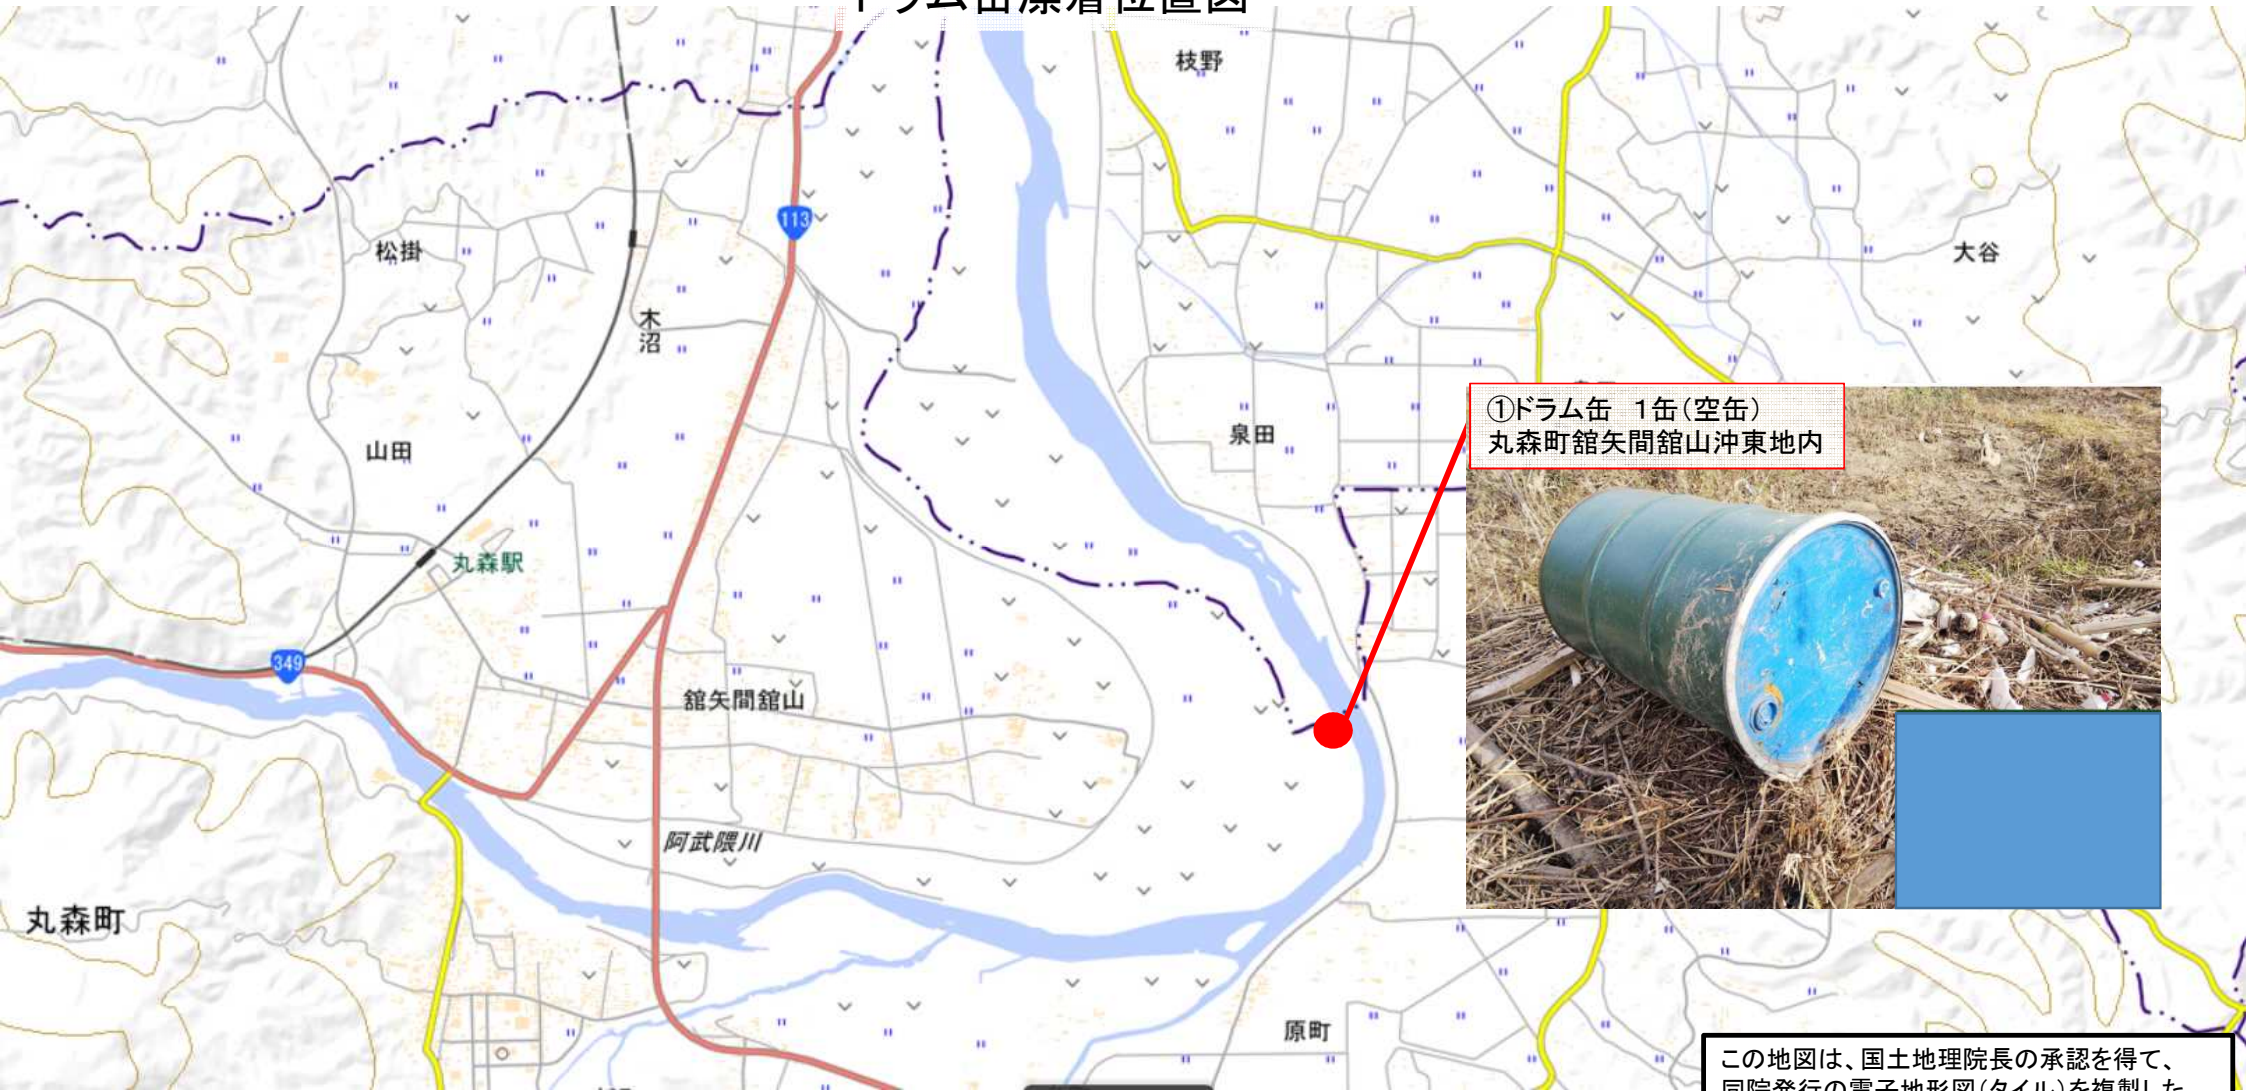 ドラム缶漂着位置図
枝野
113
松掛
大谷
木沼
①ドラム缶 1缶(空缶)
丸森町舘矢間舘山沖東地内
泉田
山田
丸森駅
349
舘矢間舘山
阿武隈川
丸森町
原町
この地図は、国土地理院長の承認を得て、
同院発行の電子地形図(タイル)を複製した